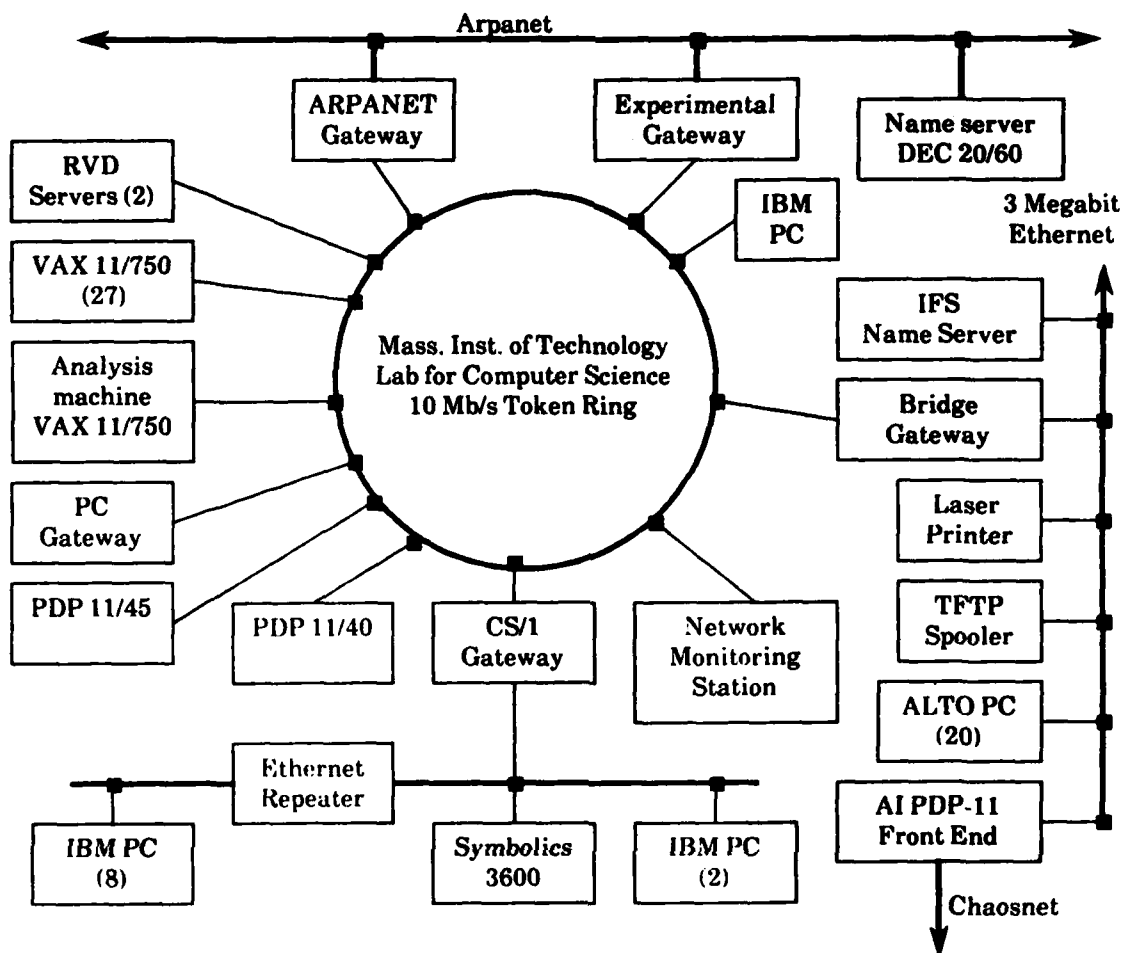 Arpanet
ARPANET
Gateway
Experimental
Gateway
Name server
DEC 20/60
RVD
Servers (2)
IBM
PC
3 Megabit
Ethernet
VAX 11/750
(27)
IFS
Name Server
Mass. Inst. of Technology
Lab for Computer Science
10 Mb/s Token Ring
Analysis
machine
VAX 11/750
Bridge
Gateway
PC
Gateway
Laser
Printer
PDP 11/45
PDP 11/40
CS/1
Gateway
Network
Monitoring
Station
TFTP
Spooler
ALTO PC
(20)
Ethernet
Repeater
AI PDP-11
Front End
IBM PC
(8)
Symbolics
3600
IBM PC
(2)
Chaosnet